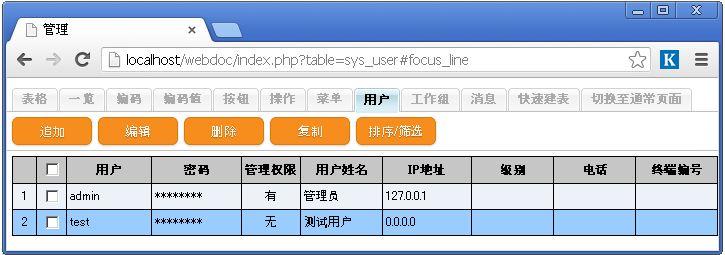 管理
localhost/webdoc/index.php?table=sys_user#focus_line
表格 一览 编码 编码值 按钮 操作 菜单 用户 工作组 消息 快速建表 切换至通常页面
追加 编辑 删除 复制 排序/筛选
用户 密码 管理权限 用户姓名 IP地址 级别 电话 终端编号
1 admin ******** 有 管理员 127.0.0.1
2 test ******** 无 测试用户 0.0.0.0